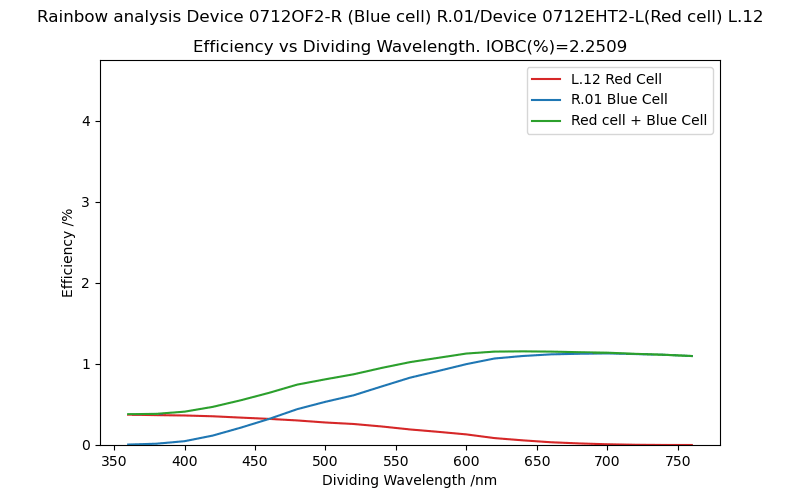 Rainbow analysis Device 0712OF2-R (Blue cell) R.01/Device 0712EHT2-L(Red cell) L.12
Efficiency vs Dividing Wavelength. IOBC(%)=2.2509
L.12 Red Cell
R.01 Blue Cell
Red cell + Blue Cell
Efficiency /%
4
3
2
1
0
350 400 450 500 550 600 650 700 750
Dividing Wavelength /nm